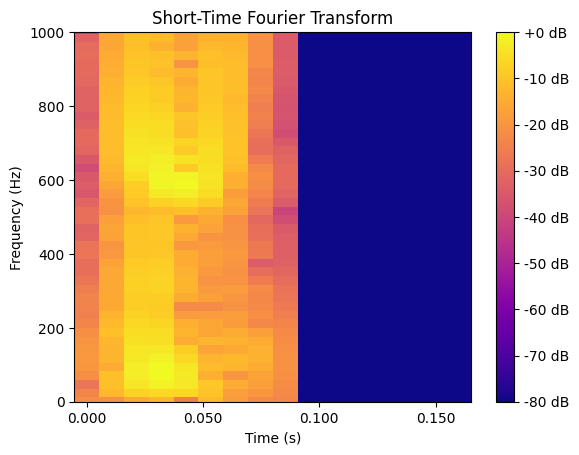 Short-Time Fourier Transform
1000
800
600
400
200
0
Frequency (Hz)
0.000
0.050
0.100
0.150
Time (s)
+0 dB
-10 dB
-20 dB
-30 dB
-40 dB
-50 dB
-60 dB
-70 dB
-80 dB